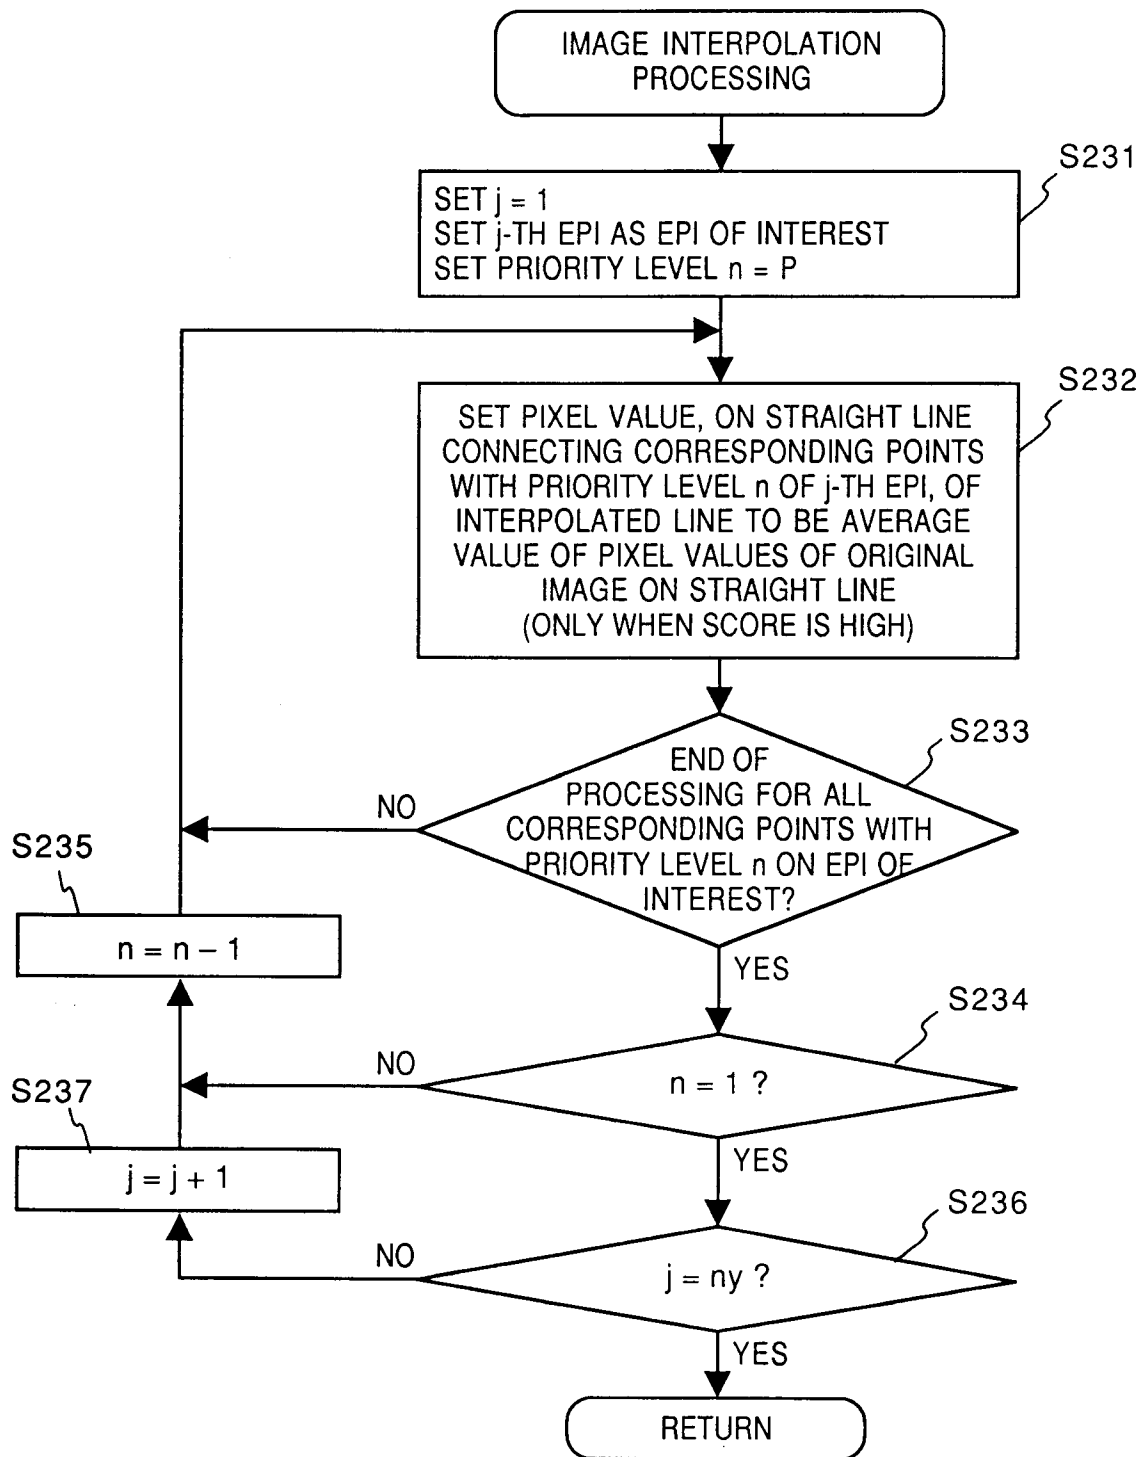 IMAGE INTERPOLATION
PROCESSING
S231
SET j = 1
SET j-TH EPI AS EPI OF INTEREST
SET PRIORITY LEVEL n = P
S232
SET PIXEL VALUE, ON STRAIGHT LINE
CONNECTING CORRESPONDING POINTS
WITH PRIORITY LEVEL n OF j-TH EPI, OF
INTERPOLATED LINE TO BE AVERAGE
VALUE OF PIXEL VALUES OF ORIGINAL
IMAGE ON STRAIGHT LINE
(ONLY WHEN SCORE IS HIGH)
S233
END OF
PROCESSING FOR ALL
CORRESPONDING POINTS WITH
PRIORITY LEVEL n ON EPI OF
INTEREST?
NO
YES
S235
n = n – 1
S234
n = 1 ?
NO
YES
S237
j = j + 1
S236
j = ny ?
NO
YES
RETURN